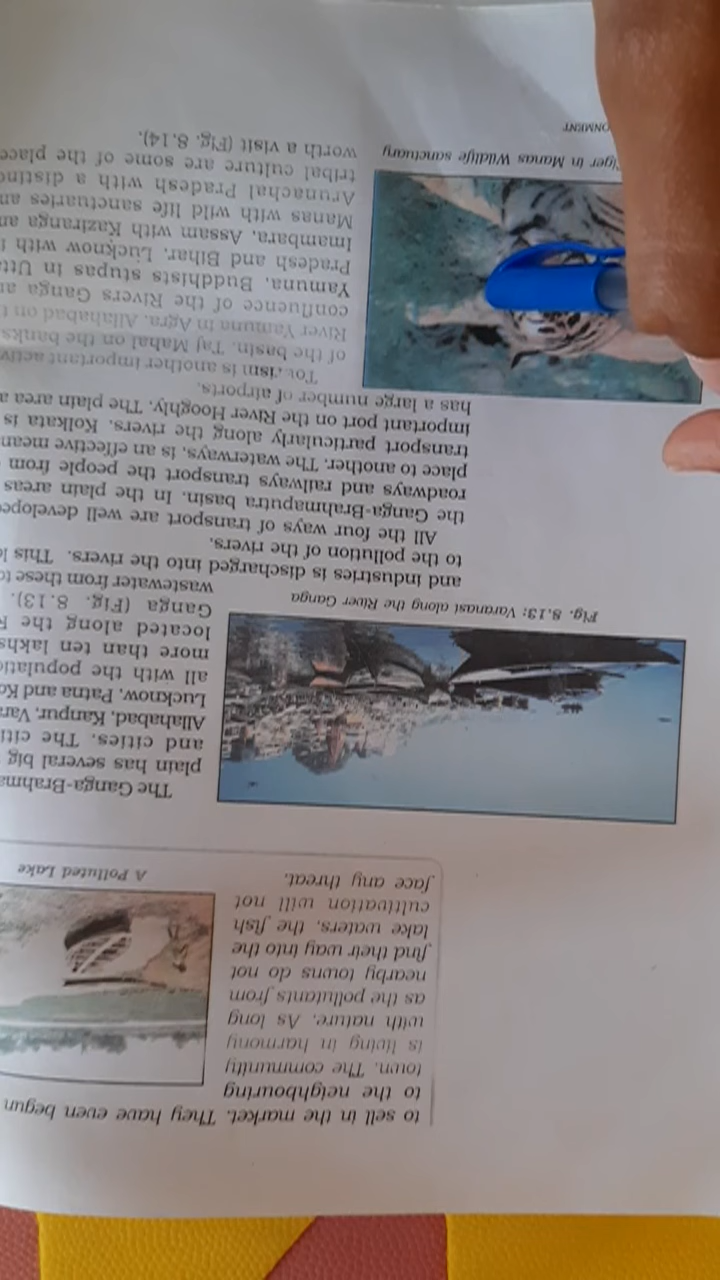 to sell in the market. They have even begun
to the neighbouring
town. The community
is living in harmony
with nature. As long
as the pollutants from
nearby towns do not
find their way into the
lake waters, the fish
cultivation will not
face any threat.
A Polluted Lake
The Ganga-Brahma
plain has several big
and cities. The citi
Allahabad, Kanpur, Vara
Lucknow, Patna and Ko
all with the populatio
more than ten lakhs
located along the R
Ganga (Fig. 8.13).
wastewater from these to
Fig. 8.13: Varanasi along the River Ganga
and industries is discharged into the rivers. This le
to the pollution of the rivers.
All the four ways of transport are well develope
the Ganga-Brahmaputra basin. In the plain areas
roadways and railways transport the people from
place to another. The waterways, is an effective mean
transport particularly along the rivers. Kolkata is
important port on the River Hooghly. The plain area a
has a large number of airports.
Tourism is another important activ
of the basin. Taj Mahal on the banks
River Yamuna in Agra. Allahabad on t
confluence of the Rivers Ganga an
Yamuna, Buddhists stupas in Utta
Pradesh and Bihar, Lucknow with i
Imambara, Assam with Kaziranga an
Manas with wild life sanctuaries an
Arunachal Pradesh with a distinc
tribal culture are some of the place
worth a visit (Fig. 8.14).
Tiger in Manas Wildlife sanctuary
ONMENT